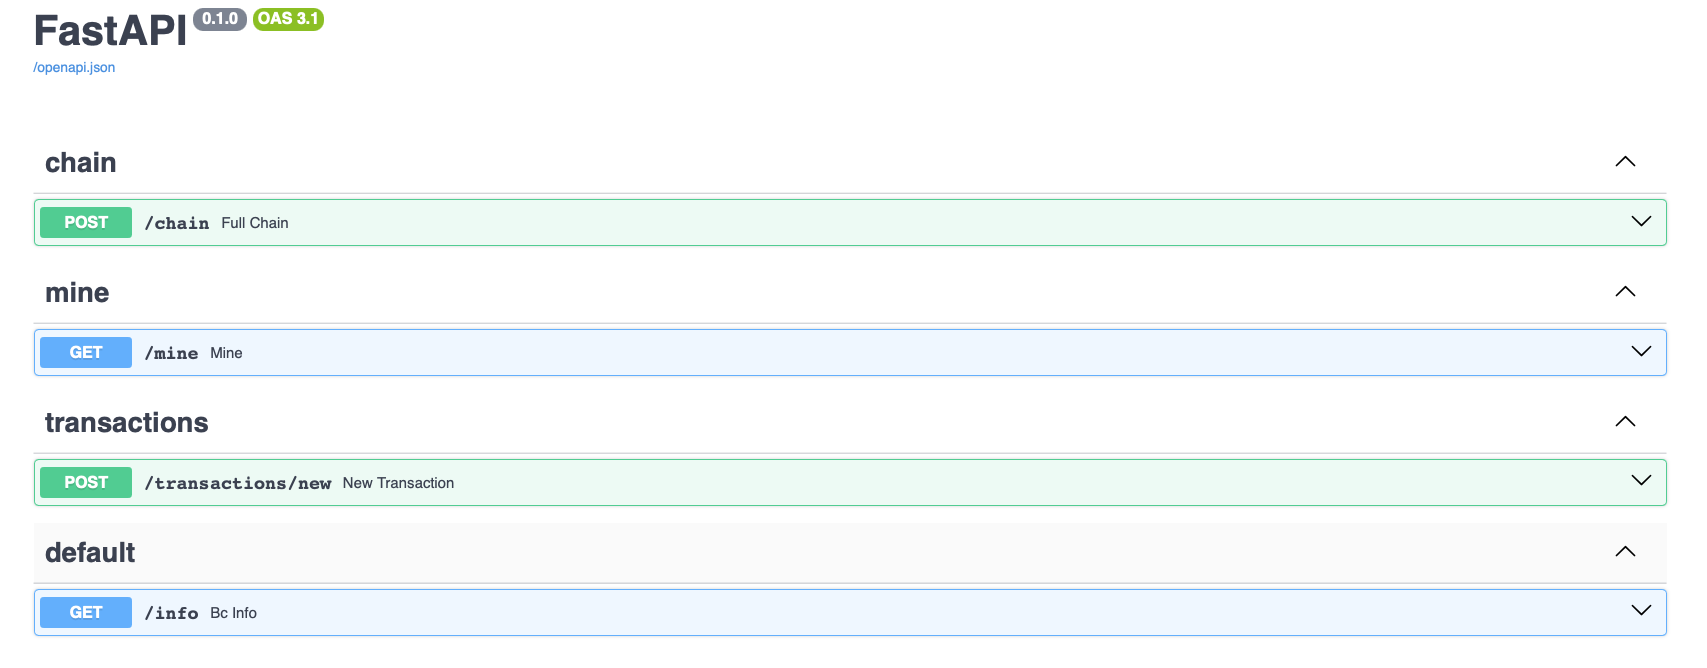 FastAPI 0.1.0 OAS 3.1
/openapi.json
chain
POST /chain Full Chain
mine
GET /mine Mine
transactions
POST /transactions/new New Transaction
default
GET /info Bc Info